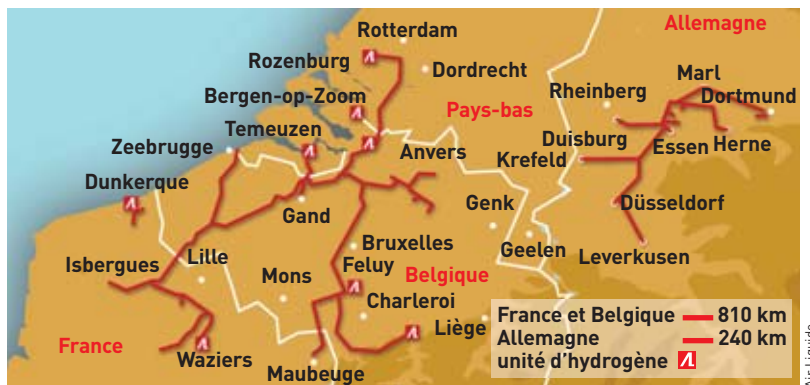 Rotterdam
Allemagne
Rozenburg
Dordrecht
Marl
Rheinberg
Dortmund
Bergen-op-Zoom
Pays-bas
Temeuzen
Zeebrugge
Anvers
Duisburg
Krefeld
Essen
Herne
Dunkerque
Genk
Düsseldorf
Gand
Bruxelles
Geelen
Lille
Isbergues
Mons
Feluy
Belgique
Leverkusen
Charleroi
Liège
France
Waziers
Maubeuge
France et Belgique 810 km
Allemagne 240 km
unité d'hydrogène